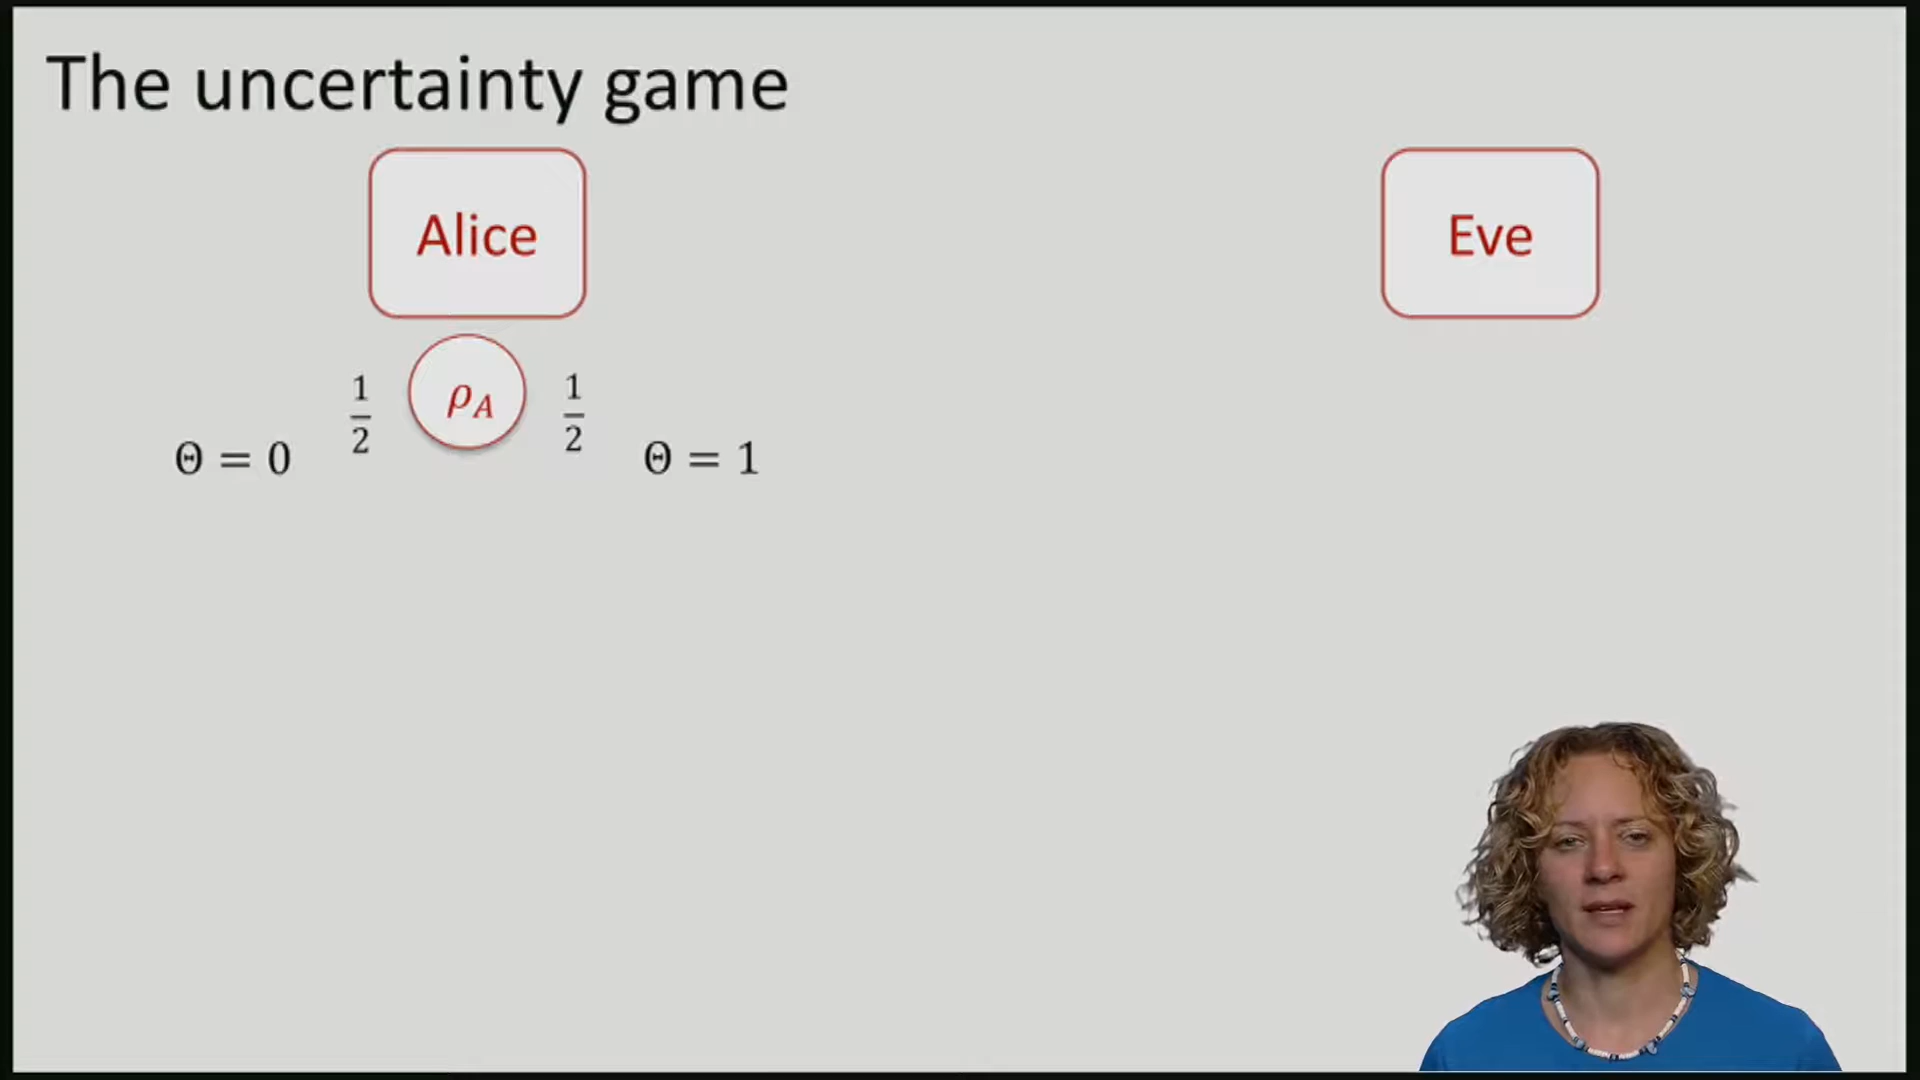 The uncertainty game
Alice
Eve
ρ_A
1/2
1/2
Θ = 0
Θ = 1